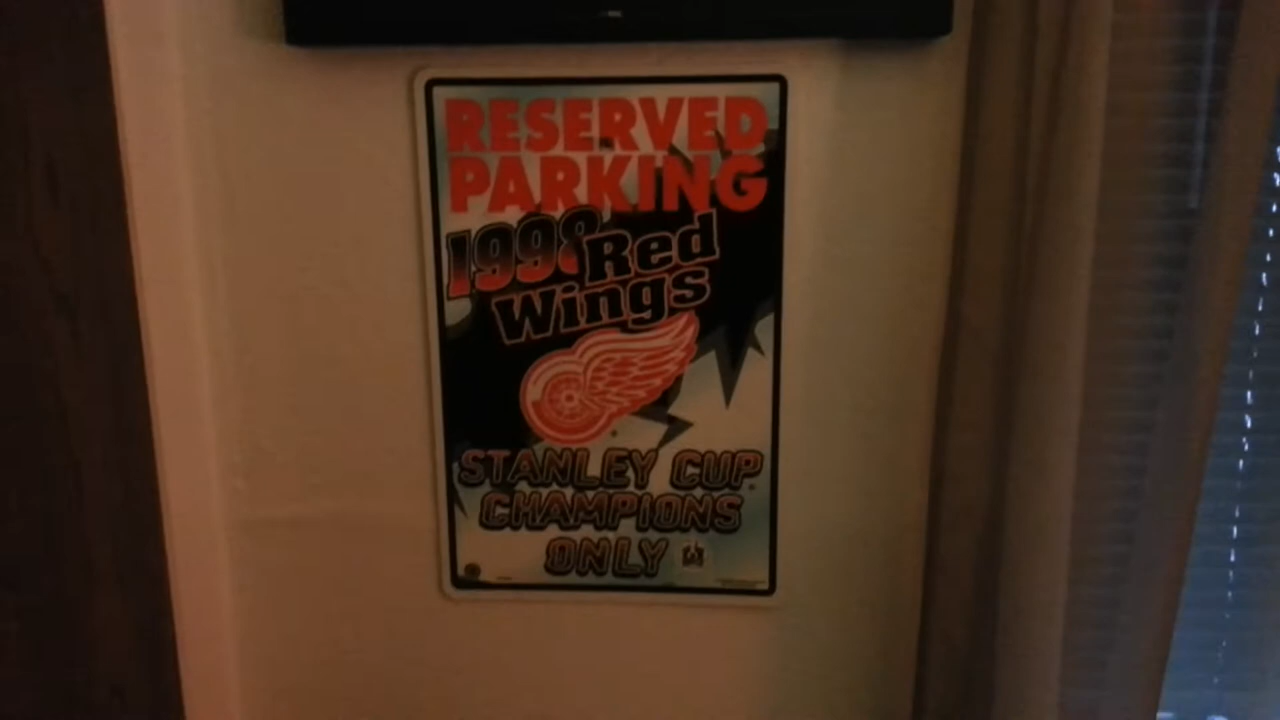 RESERVED
PARKING
1998 Red
Wings
STANLEY CUP
CHAMPIONS
ONLY